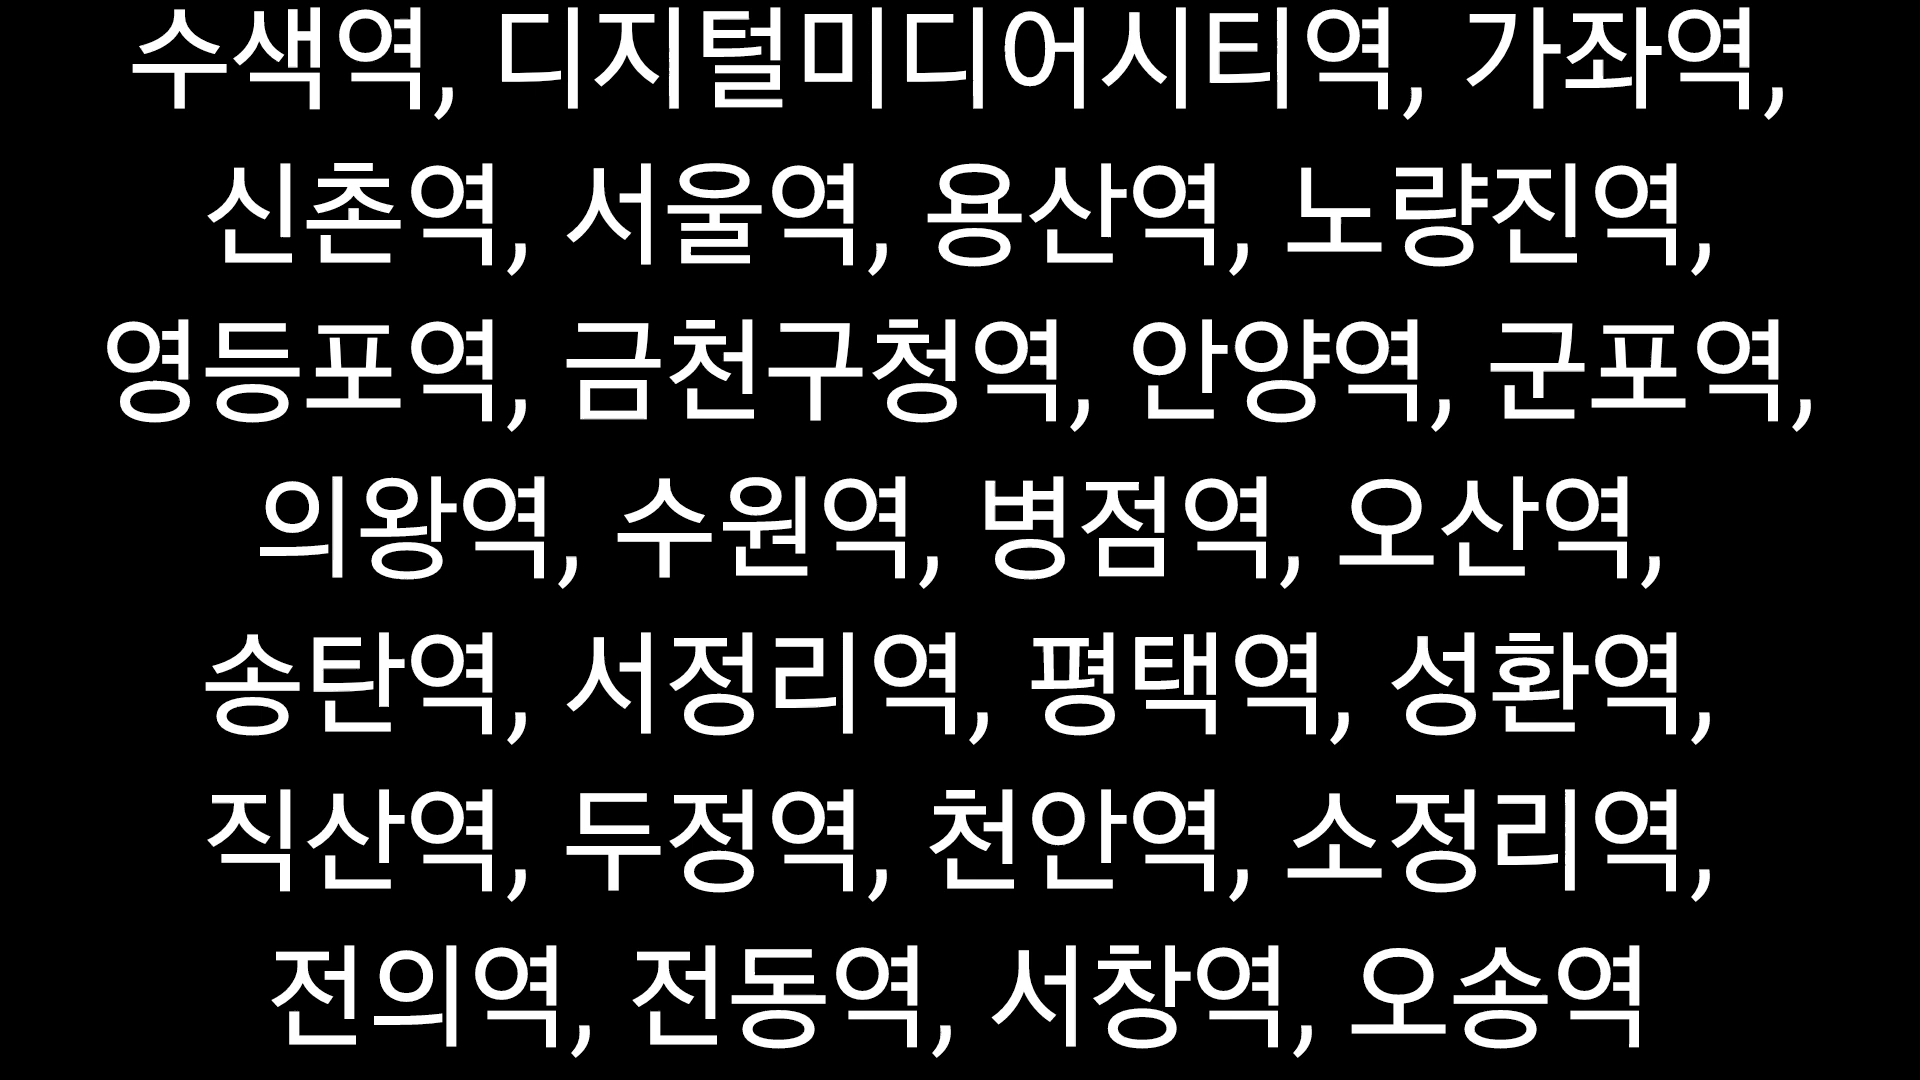 수색역, 디지털미디어시티역, 가좌역,
신촌역, 서울역, 용산역, 노량진역,
영등포역, 금천구청역, 안양역, 군포역,
의왕역, 수원역, 병점역, 오산역,
송탄역, 서정리역, 평택역, 성환역,
직산역, 두정역, 천안역, 소정리역,
전의역, 전동역, 서창역, 오송역